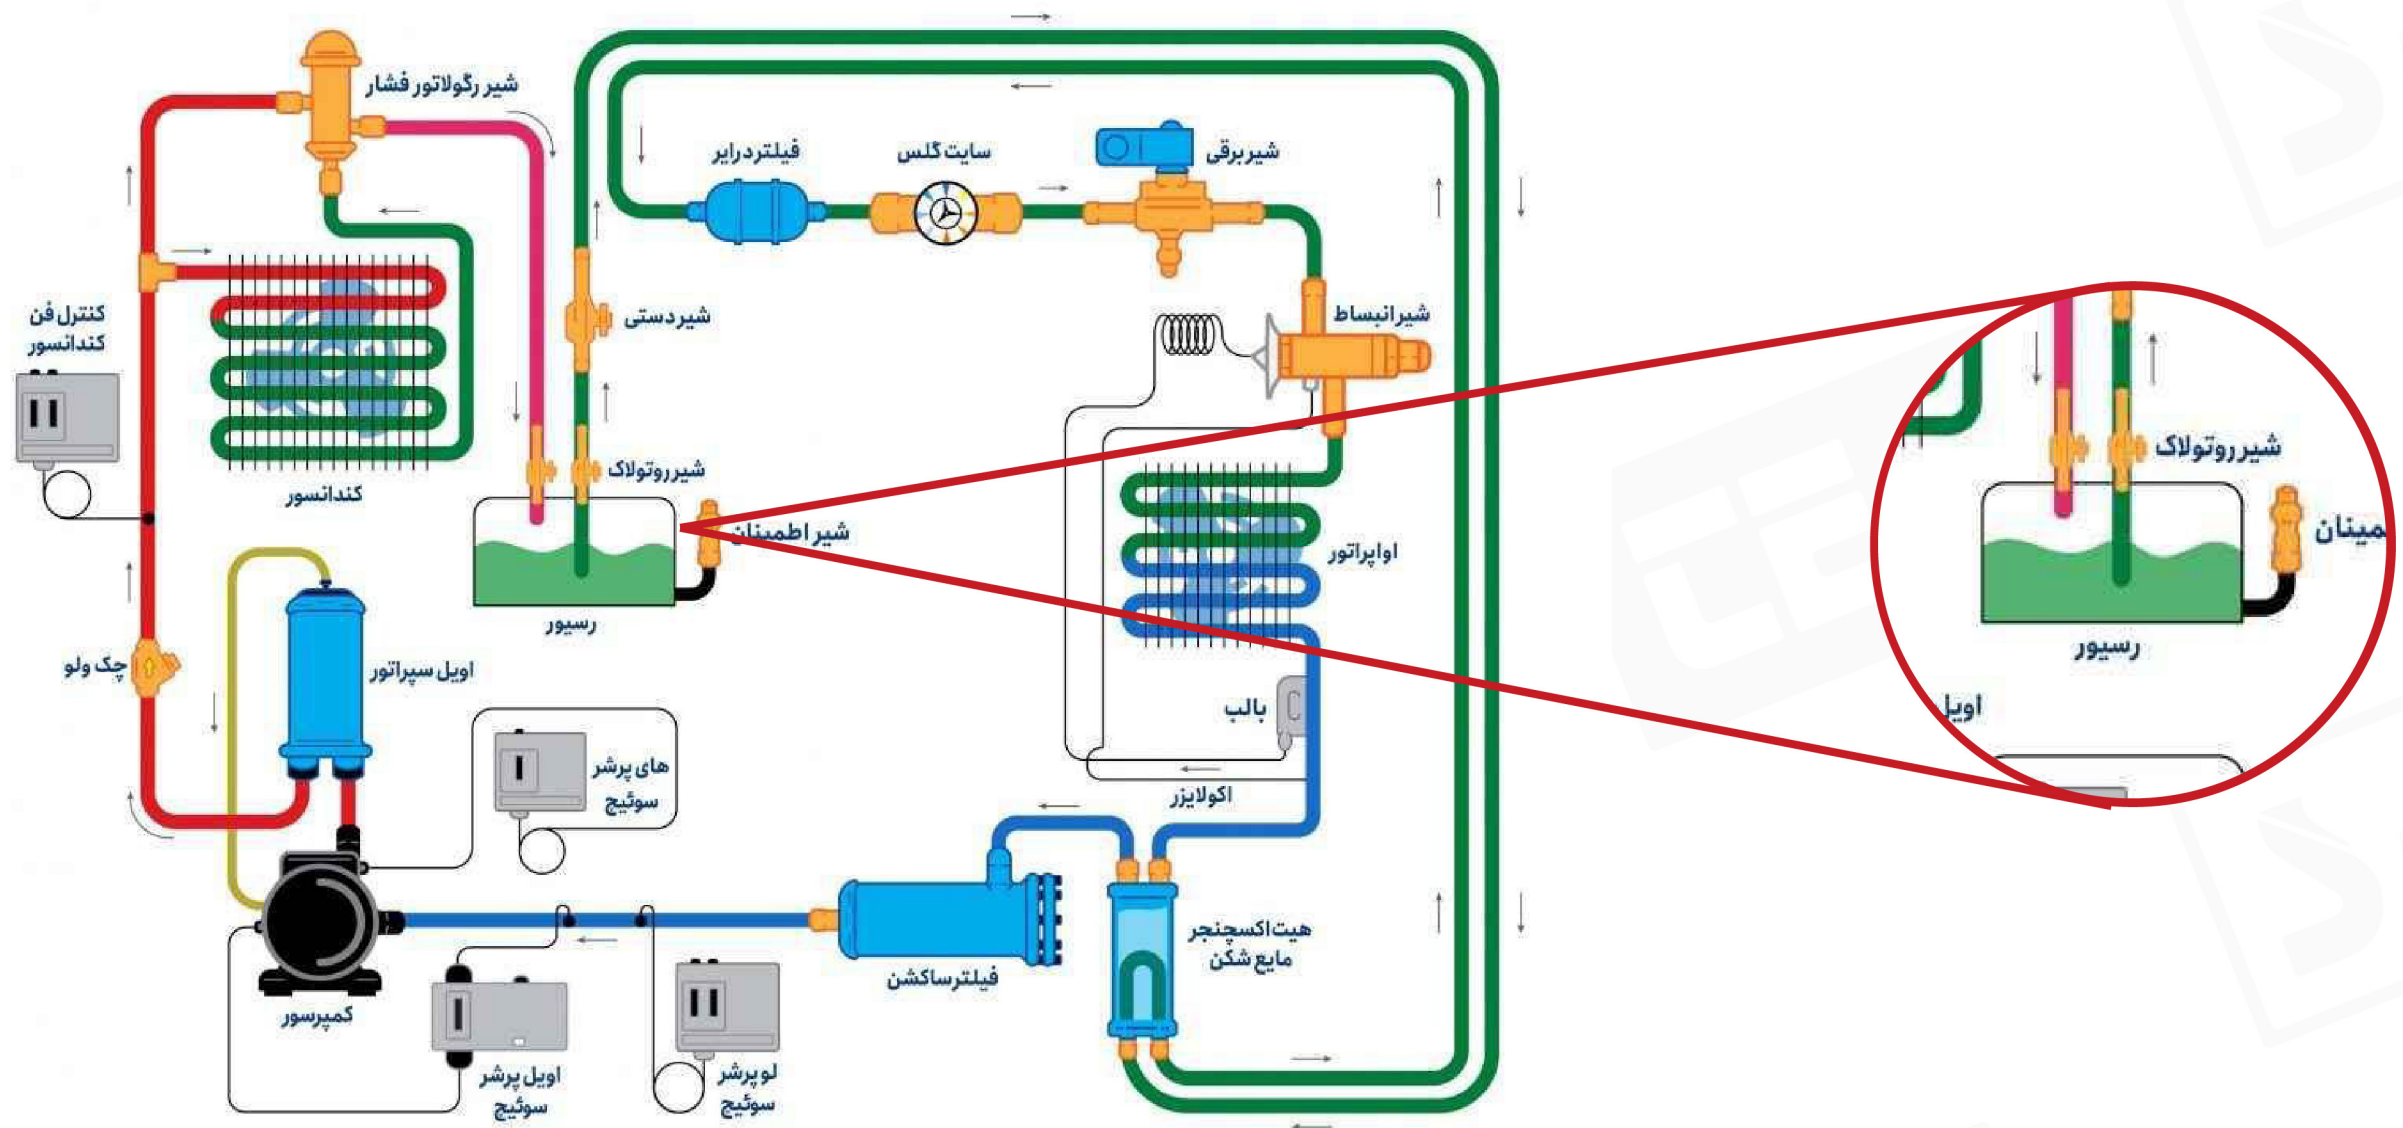 شیر رگولاتور فشار
فیلتردرایر
سایت گلس
شیربرقی
کنترل فن
کندانسور
شیردستی
شیرانبساط
شیرروتولاک
کندانسور
شیر اطمینان
رسیور
اواپراتور
چک ولو
اویل سپراتور
بالب
های پرشر
سوئیچ
اکولایزر
هیت اکسچنجر
مایع شکن
فیلترساکشن
کمپرسور
اویل پرشر
سوئیچ
لو پرشر
سوئیچ
شیرروتولاک
مینان
رسیور
اویل